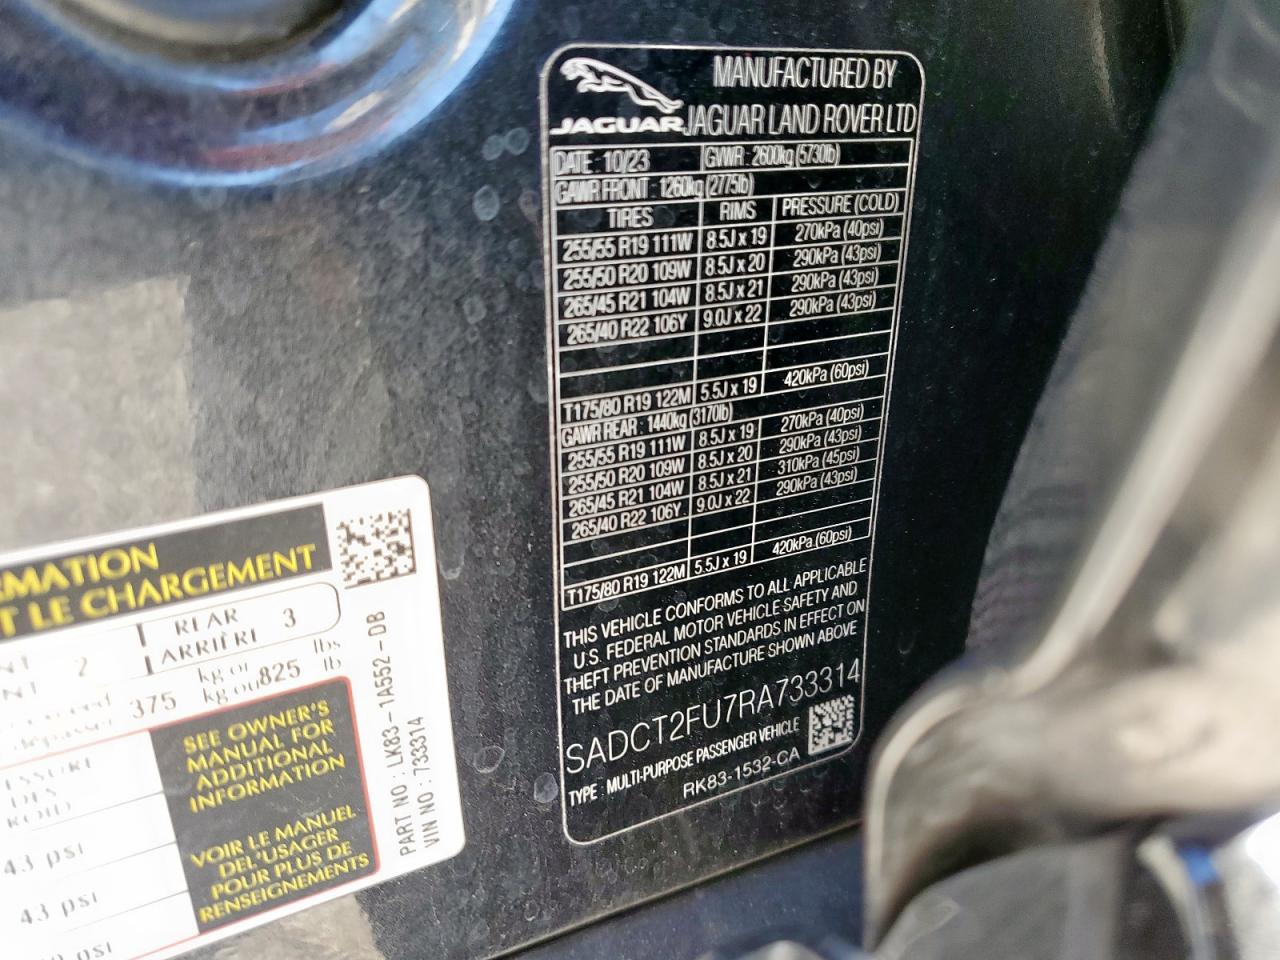 JAGUAR
MANUFACTURED BY
JAGUAR LAND ROVER LTD
DATE : 10/23 GVWR : 2600kg (5730lb)
GAWR FRONT : 1260kg (2775lb)
TIRES RIMS PRESSURE (COLD)
255/55 R19 111W 8.5J x 19 270kPa (40psi)
255/50 R20 109W 8.5J x 20 290kPa (43psi)
265/45 R21 104W 8.5J x 21 290kPa (43psi)
265/40 R22 106Y 9.0J x 22 290kPa (43psi)
T175/80 R19 122M 5.5J x 19 420kPa (60psi)
GAWR REAR : 1440kg (3170lb)
255/55 R19 111W 8.5J x 19 270kPa (40psi)
255/50 R20 109W 8.5J x 20 290kPa (43psi)
265/45 R21 104W 8.5J x 21 310kPa (45psi)
265/40 R22 106Y 9.0J x 22 290kPa (43psi)
T175/80 R19 122M 5.5J x 19 420kPa (60psi)
THIS VEHICLE CONFORMS TO ALL APPLICABLE
U.S. FEDERAL MOTOR VEHICLE SAFETY AND
THEFT PREVENTION STANDARDS IN EFFECT ON
THE DATE OF MANUFACTURE SHOWN ABOVE
SADCT2FU7RA733314
TYPE : MULTI-PURPOSE PASSENGER VEHICLE
RK83-1532-CA
RMATION
T LE CHARGEMENT
NT 2 REAR 3
NT ARRIÈRE
375 kg or 825 lbs
kg ou lb
SEE OWNER'S
MANUAL FOR
ADDITIONAL
INFORMATION
VOIR LE MANUEL
DEL'USAGER
POUR PLUS DE
RENSEIGNEMENTS
43 psi
43 psi
psi
PART NO : LK83-1A552-DB
VIN NO : 733314